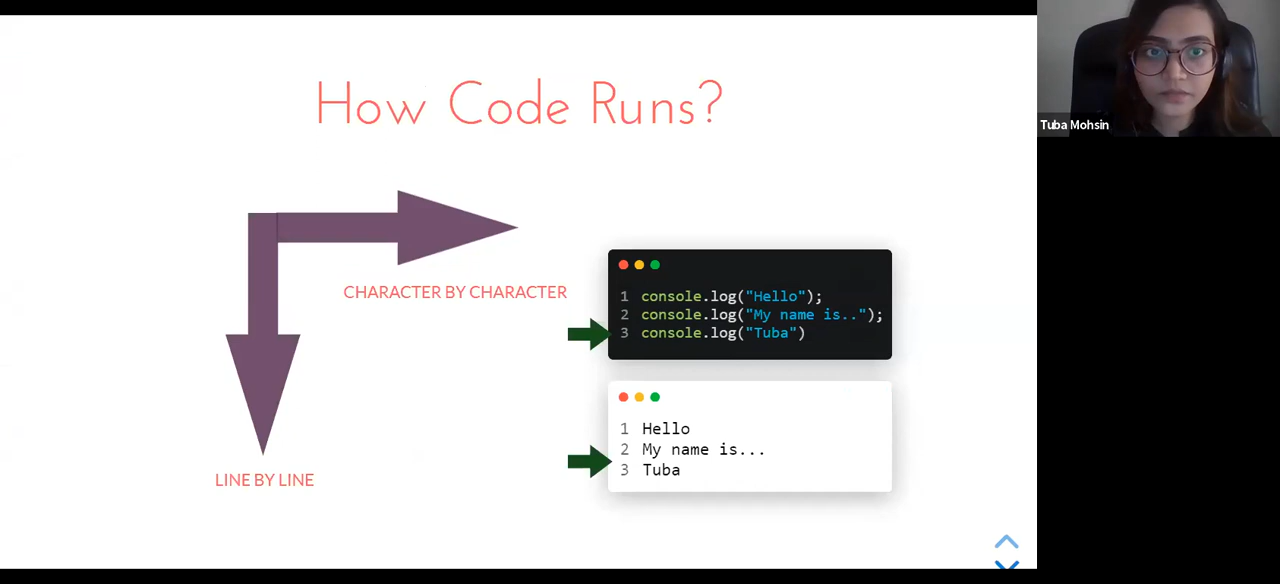 How Code Runs?
Tuba Mohsin
CHARACTER BY CHARACTER
LINE BY LINE
1 console.log("Hello");
2 console.log("My name is..");
3 console.log("Tuba")
1 Hello
2 My name is...
3 Tuba